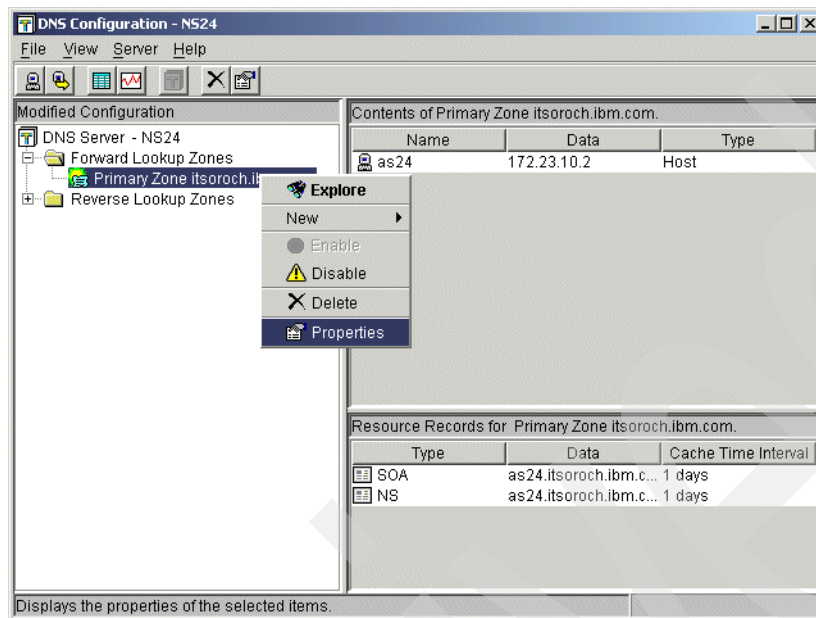 DNS Configuration - NS24
File View Server Help
Modified Configuration
DNS Server - NS24
Forward Lookup Zones
Primary Zone itsoroch.ib
Reverse Lookup Zones
Explore
New
Enable
Disable
Delete
Properties
Contents of Primary Zone itsoroch.ibm.com.
Name Data Type
as24 172.23.10.2 Host
Resource Records for Primary Zone itsoroch.ibm.com.
Type Data Cache Time Interval
SOA as24.itsoroch.ibm.c... 1 days
NS as24.itsoroch.ibm.c... 1 days
Displays the properties of the selected items.